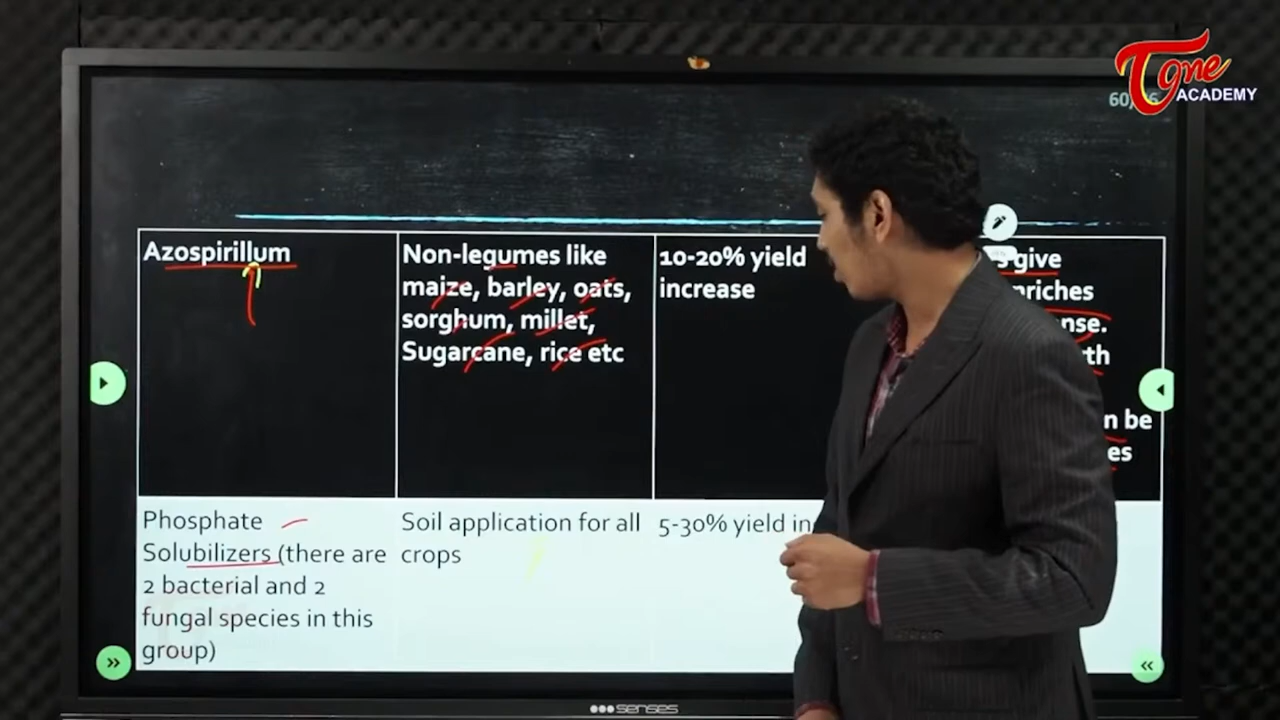 Tone
ACADEMY
Azospirillum
Non-legumes like
maize, barley, oats,
sorghum, millet,
Sugarcane, rice etc
10-20% yield
increase
give
nriches
nse.
th
n be
es
Phosphate
Solubilizers (there are
2 bacterial and 2
fungal species in this
group)
Soil application for all
crops
5-30% yield in
senses